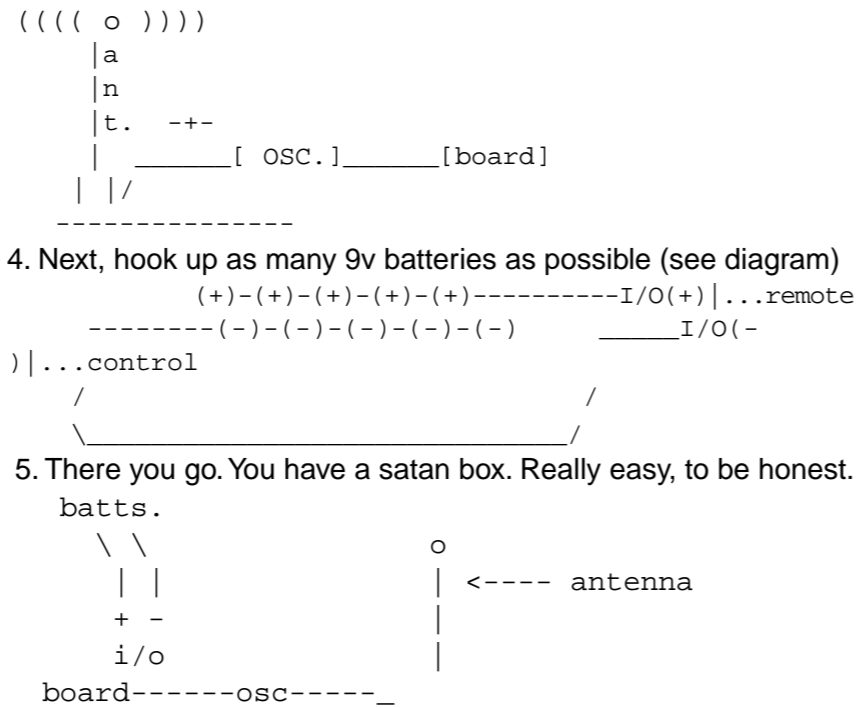 (((( o ))))
     |a
     |n
     |t.  -+-
     |  ______[ OSC.]______[board]
    | |/
   ---------------
4. Next, hook up as many 9v batteries as possible (see diagram)
            (+)-(+)-(+)-(+)-(+)----------I/O(+)|...remote
     --------(-)-(-)-(-)-(-)-(-)     _____I/O(-
)|...control
    /                               /
    \______________________________/
5. There you go. You have a satan box. Really easy, to be honest.
   batts.
     \ \               o
      | |              | <---- antenna
      + -              |
      i/o              |
  board------osc-----_